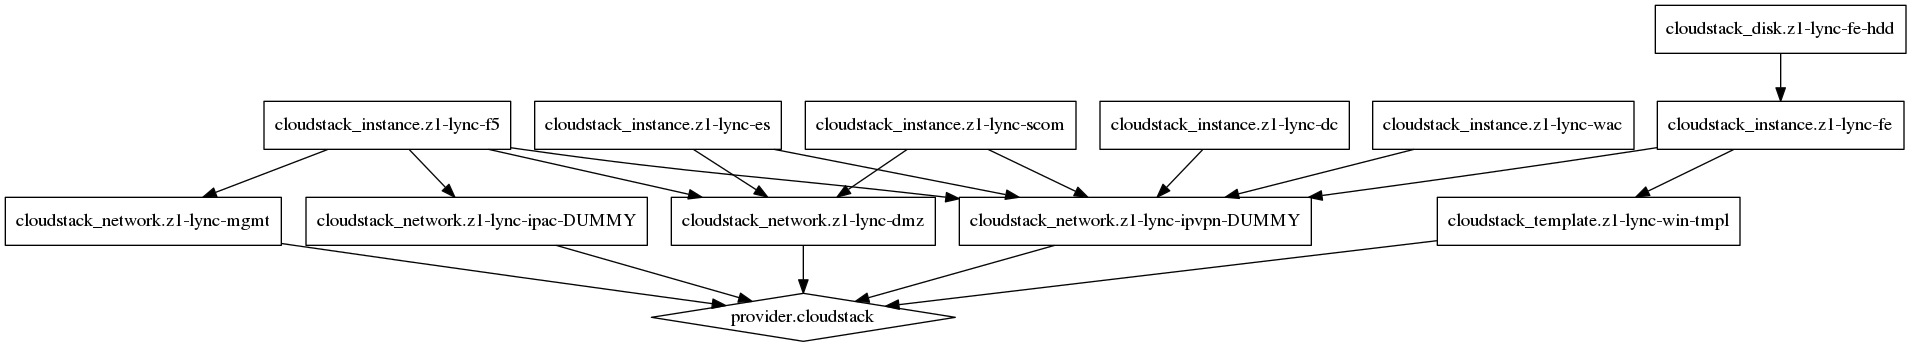 cloudstack_disk.z1-lync-fe-hdd
cloudstack_instance.z1-lync-f5
cloudstack_instance.z1-lync-es
cloudstack_instance.z1-lync-scom
cloudstack_instance.z1-lync-dc
cloudstack_instance.z1-lync-wac
cloudstack_instance.z1-lync-fe
cloudstack_network.z1-lync-mgmt
cloudstack_network.z1-lync-ipac-DUMMY
cloudstack_network.z1-lync-dmz
cloudstack_network.z1-lync-ipvpn-DUMMY
cloudstack_template.z1-lync-win-tmpl
provider.cloudstack